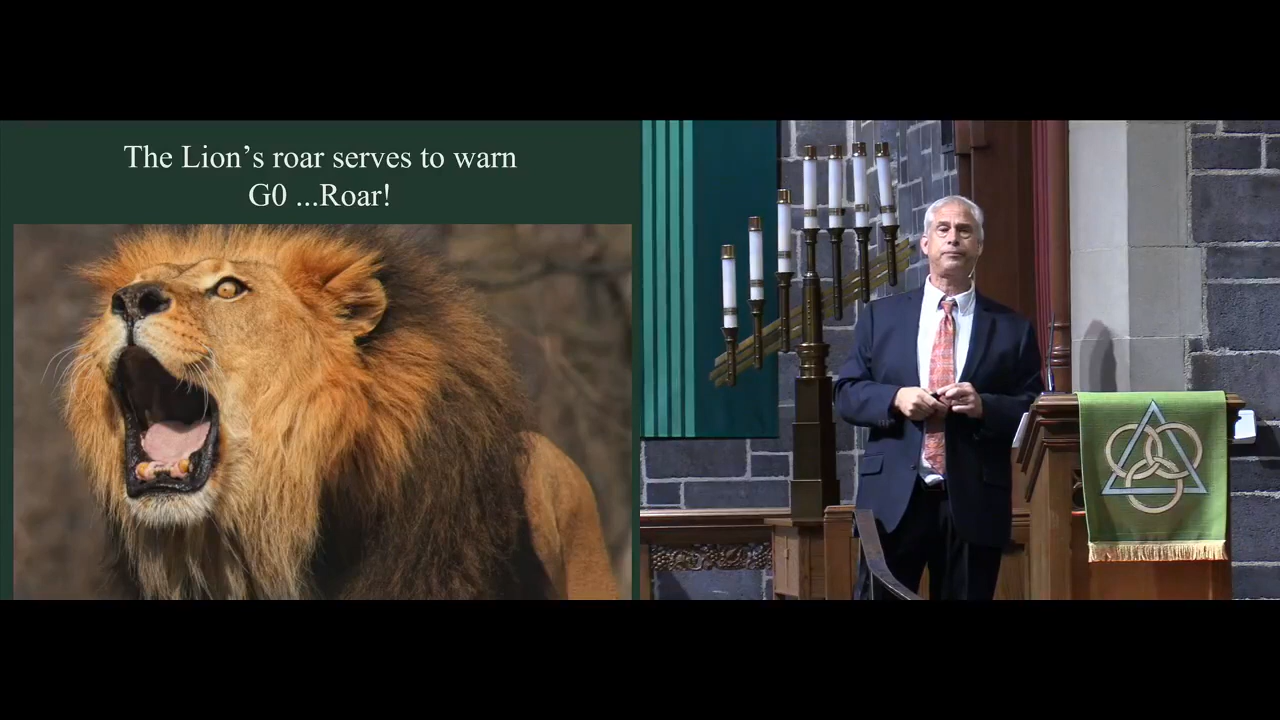 The Lion’s roar serves to warn
G0 ...Roar!